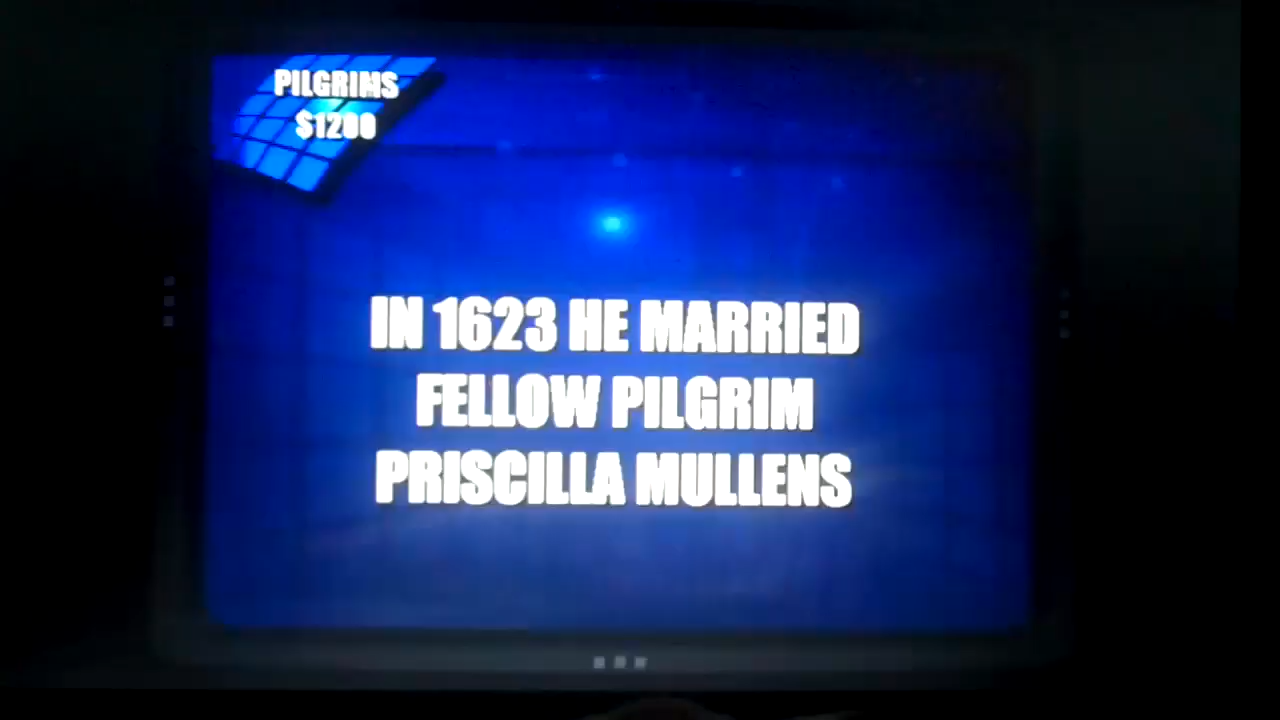 PILGRIMS
$1200
IN 1623 HE MARRIED
FELLOW PILGRIM
PRISCILLA MULLENS